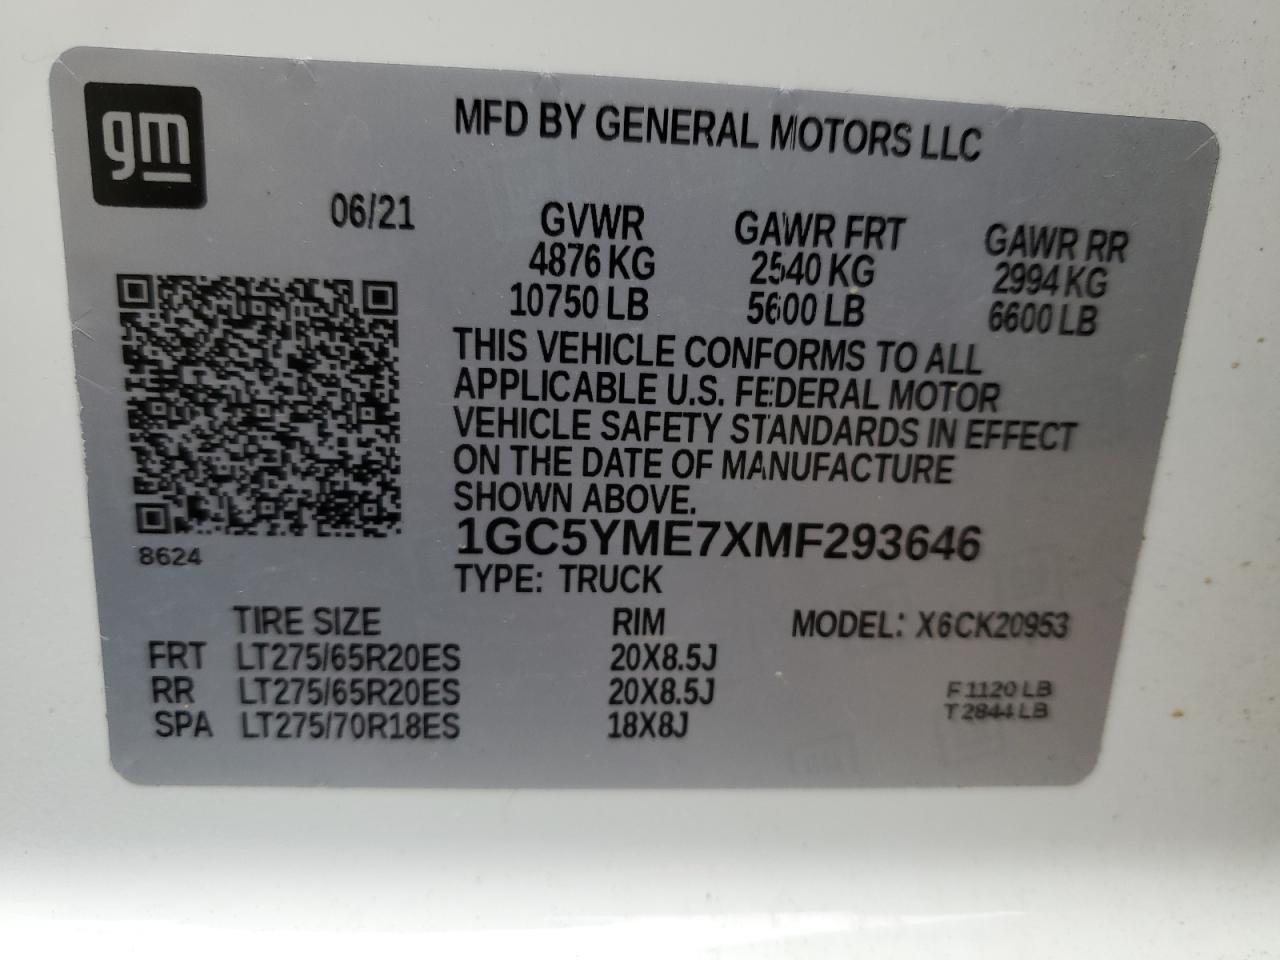 gm
MFD BY GENERAL MOTORS LLC
06/21
GVWR GAWR FRT GAWR RR
4876 KG 2540 KG 2994 KG
10750 LB 5600 LB 6600 LB
THIS VEHICLE CONFORMS TO ALL
APPLICABLE U.S. FEDERAL MOTOR
VEHICLE SAFETY STANDARDS IN EFFECT
ON THE DATE OF MANUFACTURE
SHOWN ABOVE.
1GC5YME7XMF293646
8624
TYPE: TRUCK
TIRE SIZE RIM MODEL: X6CK20953
FRT LT275/65R20ES 20X8.5J
RR LT275/65R20ES 20X8.5J F 1120 LB
SPA LT275/70R18ES 18X8J T 2844 LB